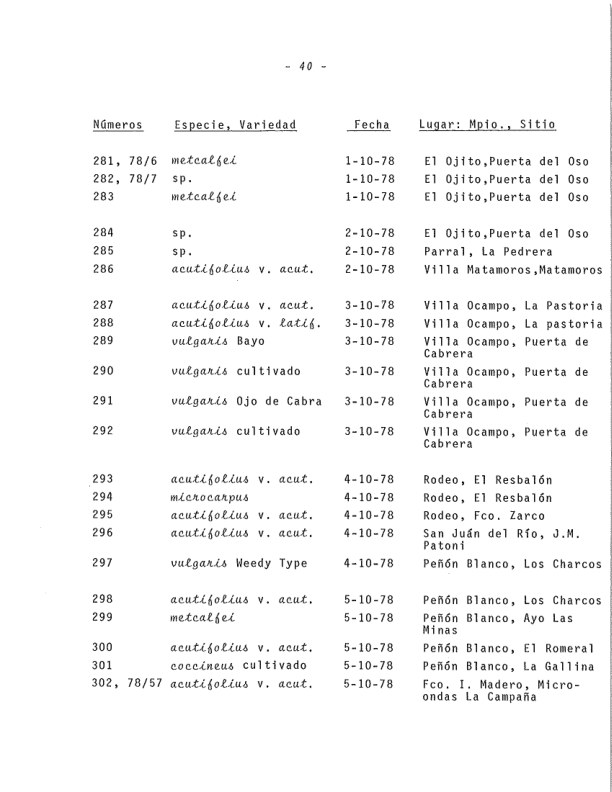 - 40 -
Números Especie, Variedad Fecha Lugar: Mpio., Sitio
281, 78/6 metcalfei 1-10-78 El Ojito,Puerta del Oso
282, 78/7 sp. 1-10-78 El Ojito,Puerta del Oso
283 metcalfei 1-10-78 El Ojito,Puerta del Oso
284 sp. 2-10-78 El Ojito,Puerta del Oso
285 sp. 2-10-78 Parral, La Pedrera
286 acutifolius v. acut. 2-10-78 Villa Matamoros,Matamoros
287 acutifolius v. acut. 3-10-78 Villa Ocampo, La Pastoria
288 acutifolius v. latif. 3-10-78 Villa Ocampo, La pastoria
289 vulgaris Bayo 3-10-78 Villa Ocampo, Puerta de
Cabrera
290 vulgaris cultivado 3-10-78 Villa Ocampo, Puerta de
Cabrera
291 vulgaris Ojo de Cabra 3-10-78 Villa Ocampo, Puerta de
Cabrera
292 vulgaris cultivado 3-10-78 Villa Ocampo, Puerta de
Cabrera
293 acutifolius v. acut. 4-10-78 Rodeo, El Resbalón
294 microcarpus 4-10-78 Rodeo, El Resbalón
295 acutifolius v. acut. 4-10-78 Rodeo, Fco. Zarco
296 acutifolius v. acut. 4-10-78 San Juán del Río, J.M.
Patoni
297 vulgaris Weedy Type 4-10-78 Peñón Blanco, Los Charcos
298 acutifolius v. acut. 5-10-78 Peñón Blanco, Los Charcos
299 metcalfei 5-10-78 Peñón Blanco, Ayo Las
Minas
300 acutifolius v. acut. 5-10-78 Peñón Blanco, El Romeral
301 coccineus cultivado 5-10-78 Peñón Blanco, La Gallina
302, 78/57 acutifolius v. acut. 5-10-78 Fco. I. Madero, Micro-
ondas La Campaña